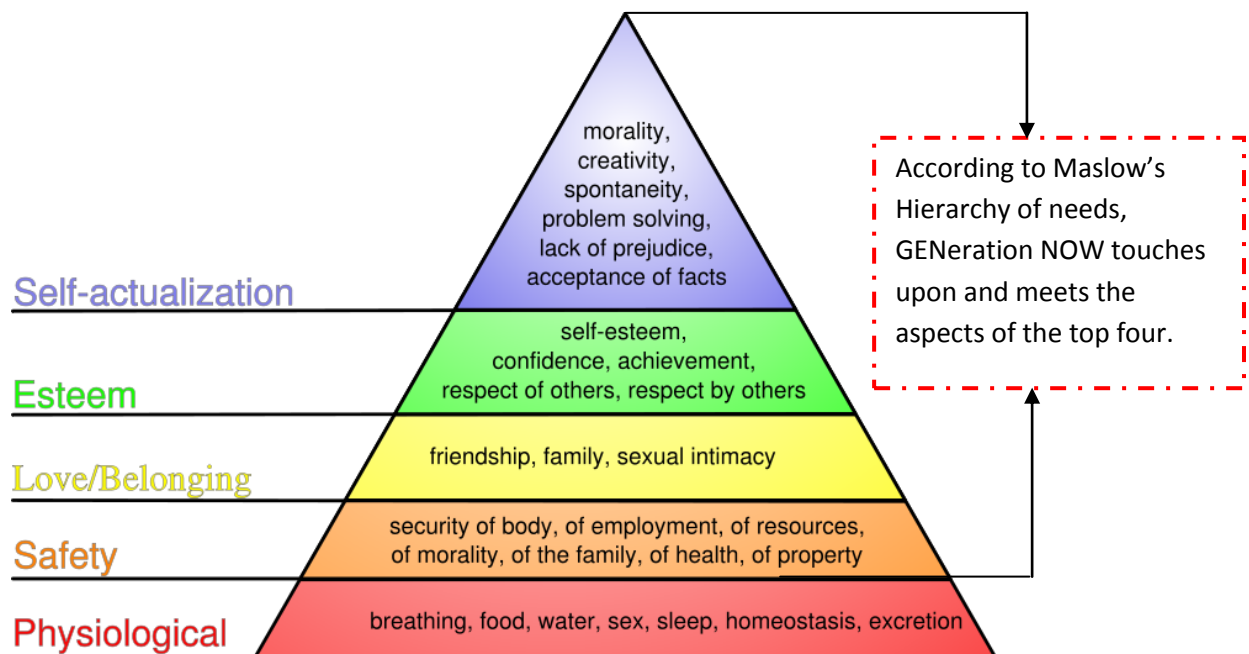 morality,
creativity,
spontaneity,
problem solving,
lack of prejudice,
acceptance of facts
Self-actualization
self-esteem,
confidence, achievement,
respect of others, respect by others
Esteem
friendship, family, sexual intimacy
Love/Belonging
security of body, of employment, of resources,
of morality, of the family, of health, of property
Safety
breathing, food, water, sex, sleep, homeostasis, excretion
Physiological
According to Maslow’s
Hierarchy of needs,
GENeration NOW touches
upon and meets the
aspects of the top four.